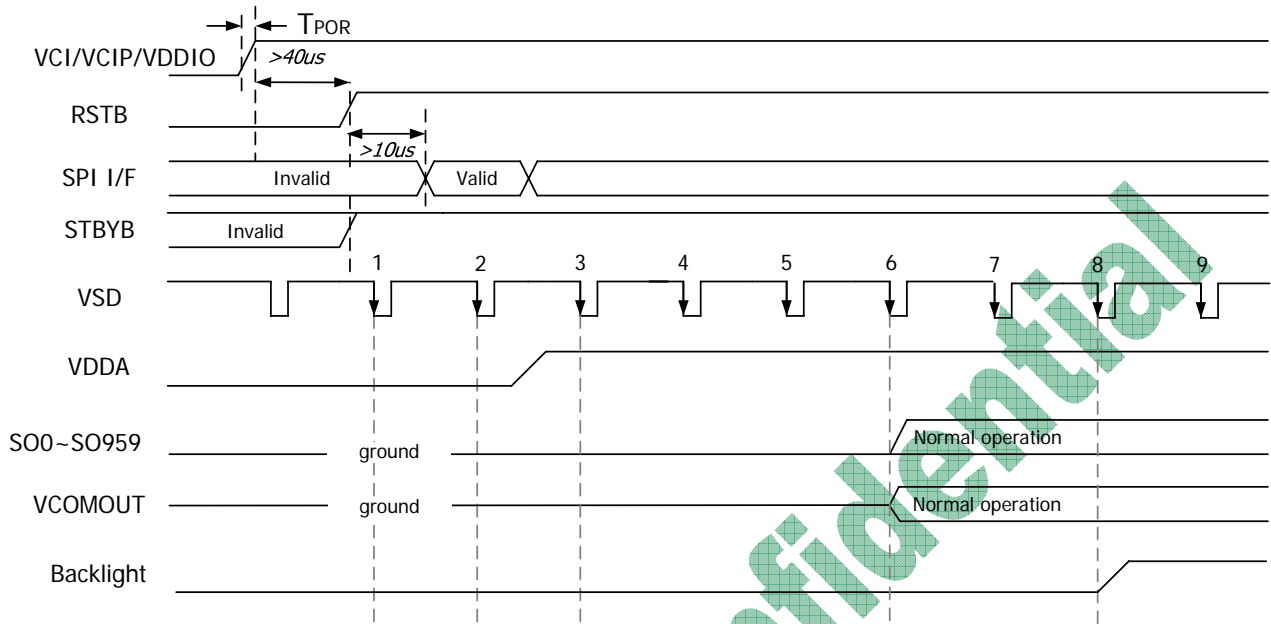 TPOR
VCI/VCIP/VDDIO
>40us
RSTB
>10us
SPI I/F
Invalid
Valid
STBYB
Invalid
1 2 3 4 5 6 7 8 9
VSD
VDDA
SO0~SO959
ground
Normal operation
VCOMOUT
ground
Normal operation
Backlight
nfidential